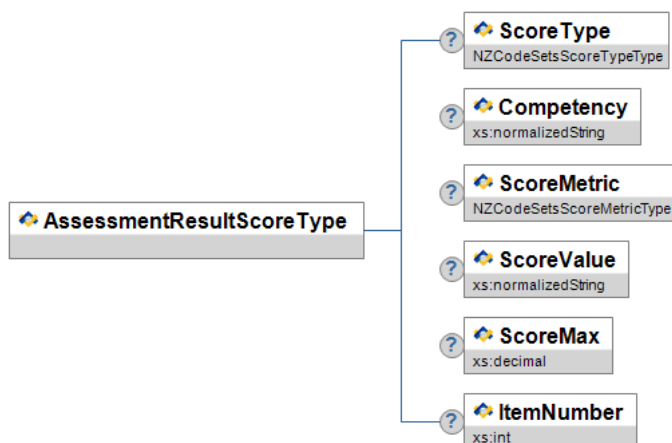 ScoreType
NZCodeSetsScoreTypeType
?
Competency
xs:normalizedString
?
ScoreMetric
NZCodeSetsScoreMetricType
?
AssessmentResultScoreType
ScoreValue
xs:normalizedString
?
ScoreMax
xs:decimal
?
ItemNumber
xs:int
?